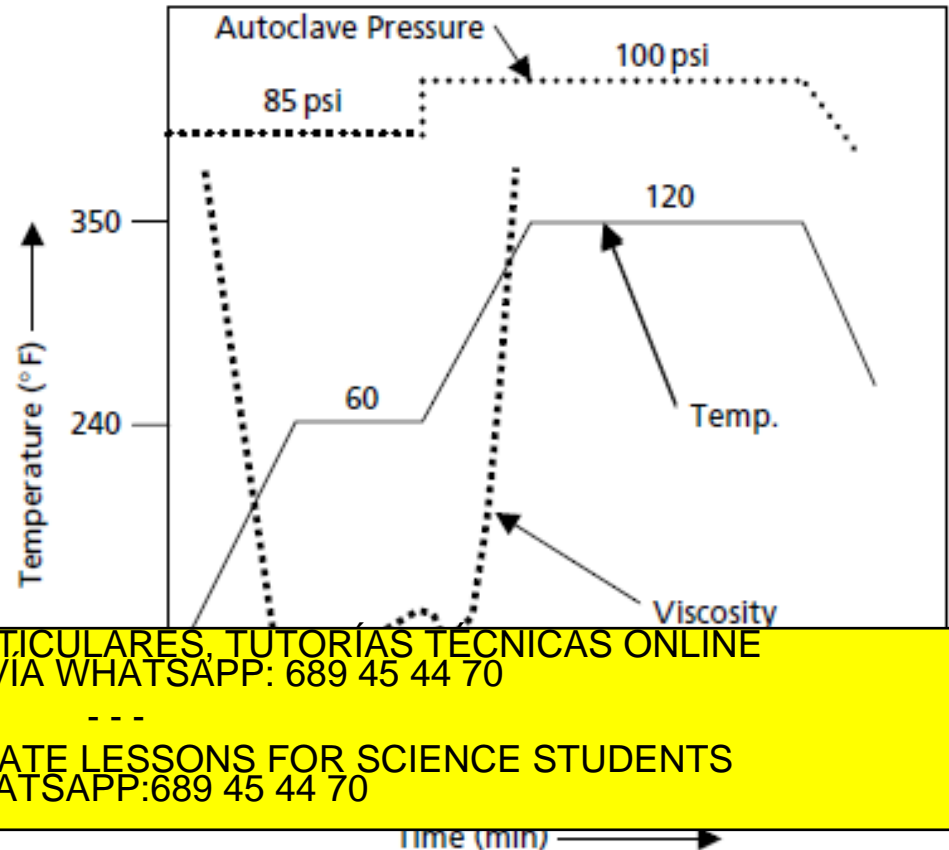 Autoclave Pressure
100 psi
85 psi
350
120
60
240
Temp.
Temperature (°F)
Viscosity
TICULARES, TUTORÍAS TÉCNICAS ONLINE
VÍA WHATSAPP: 689 45 44 70
- - -
ATE LESSONS FOR SCIENCE STUDENTS
ATSAPP:689 45 44 70
Time (min)